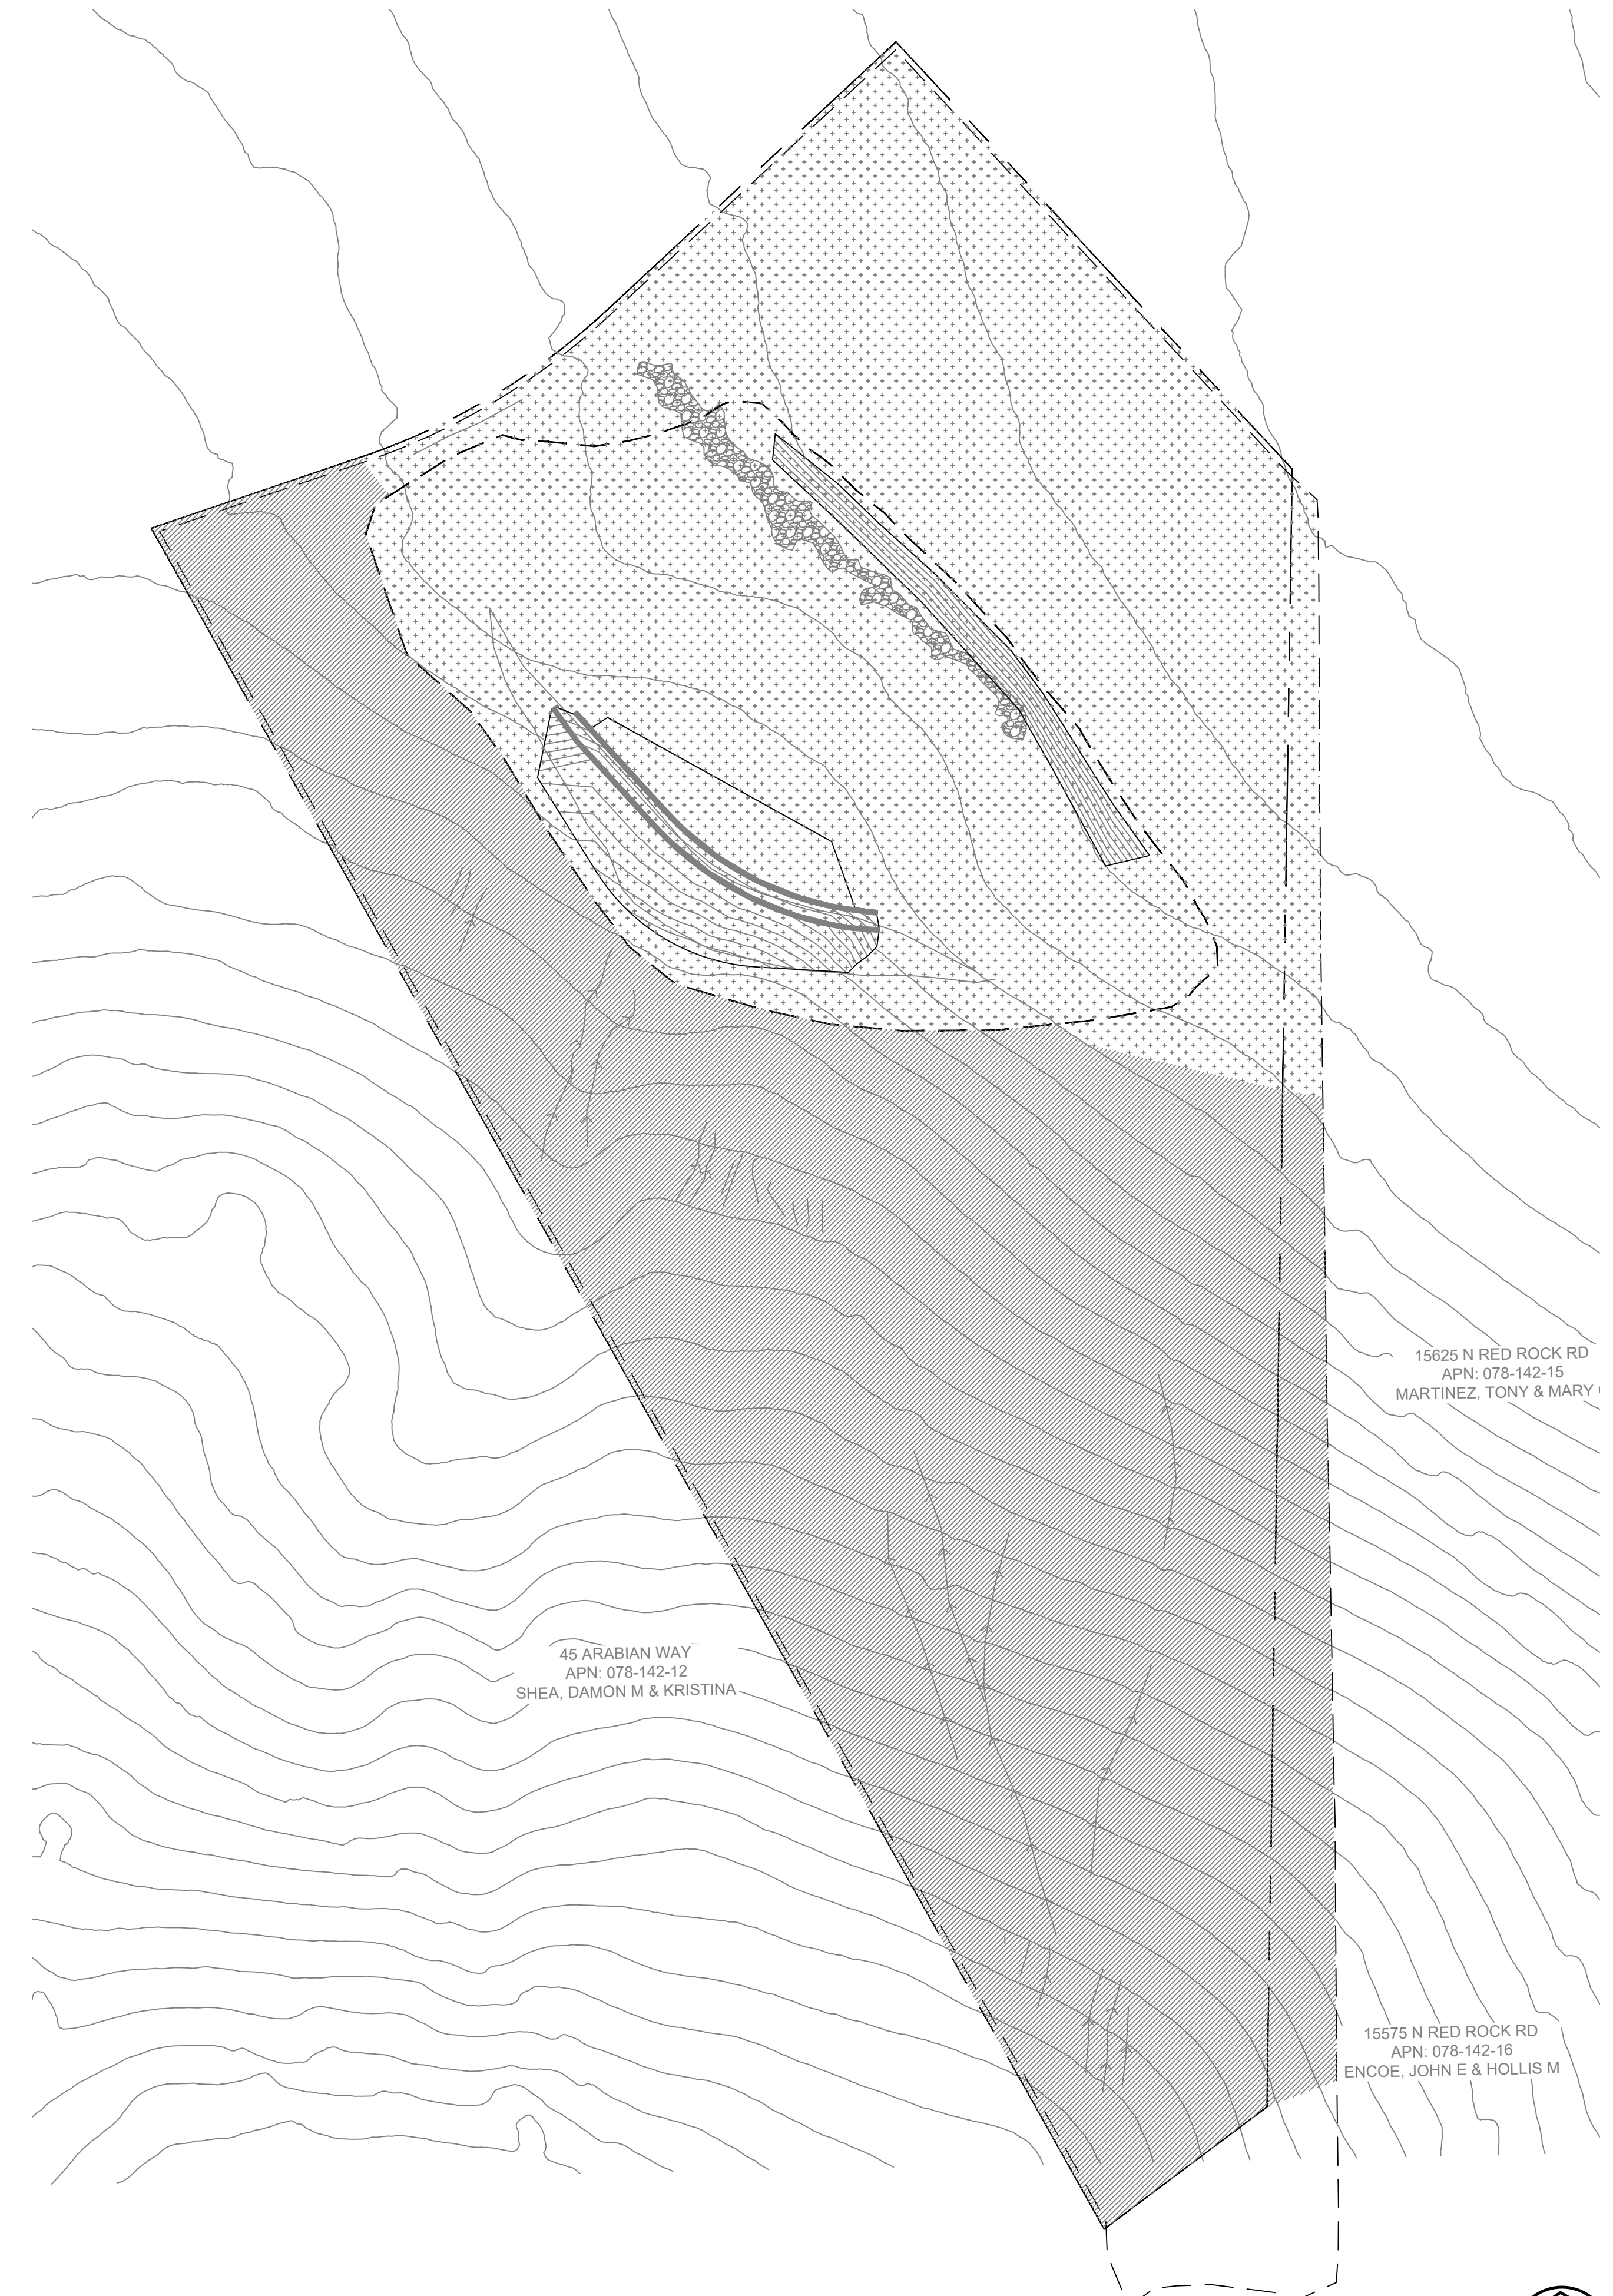 15625 N RED ROCK RD
APN: 078-142-15
MARTINEZ, TONY & MARY
45 ARABIAN WAY
APN: 078-142-12
SHEA, DAMON M & KRISTINA
15575 N RED ROCK RD
APN: 078-142-16
ENCOE, JOHN E & HOLLIS M